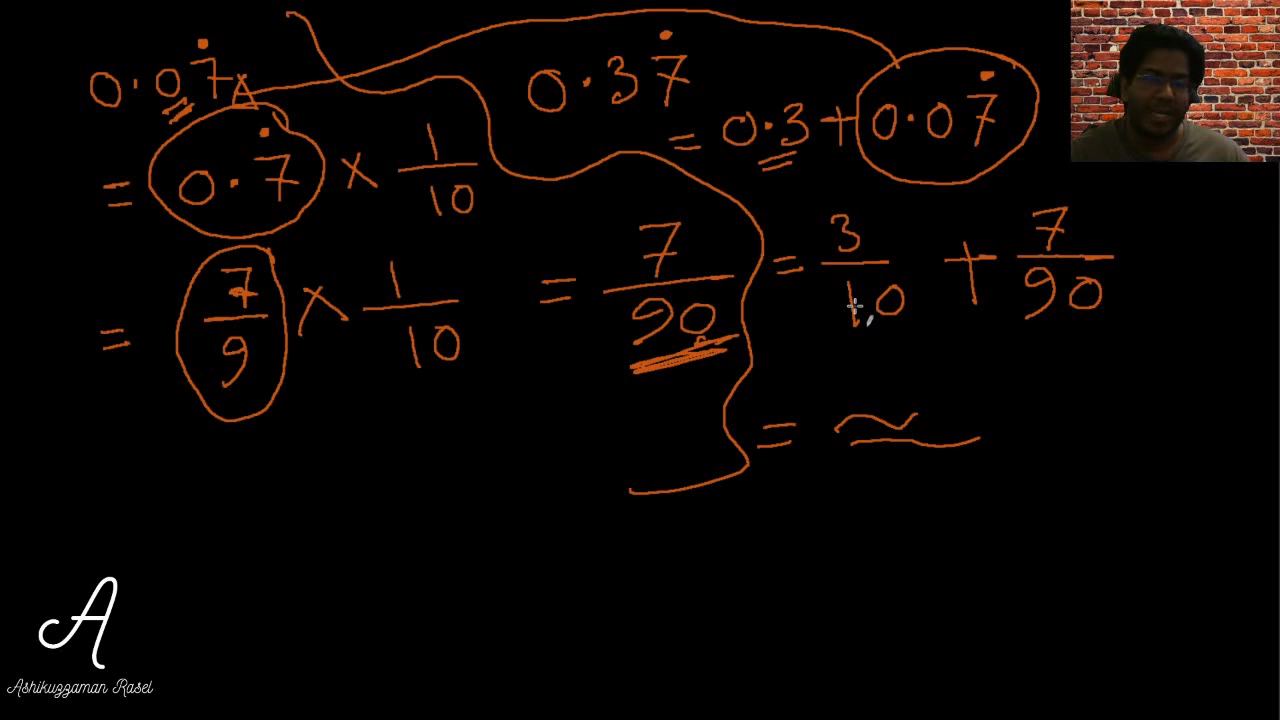 0.07̇
= 0.7̇ × 1/10
= 7/9 × 1/10 = 7/90
0.37̇
= 0.3 + 0.07̇
= 3/10 + 7/90
=
A
Ashikuzzaman Rasel